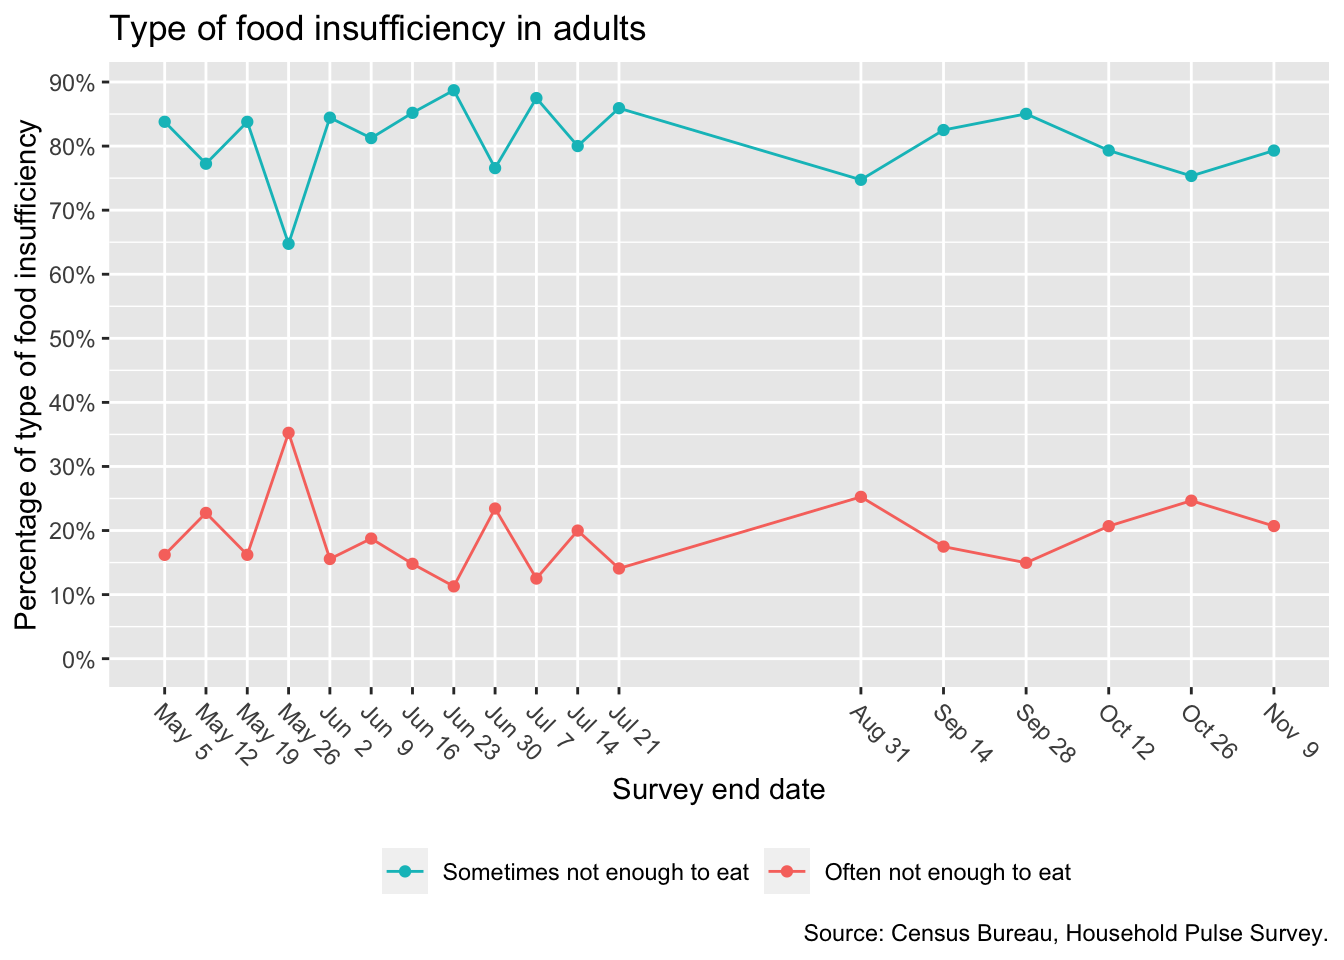 Type of food insufficiency in adults
Percentage of type of food insufficiency
90%
80%
70%
60%
50%
40%
30%
20%
10%
0%
May 5
May 12
May 19
May 26
Jun 2
Jun 9
Jun 16
Jun 23
Jun 30
Jul 7
Jul 14
Jul 21
Aug 31
Sep 14
Sep 28
Oct 12
Oct 26
Nov 9
Survey end date
Sometimes not enough to eat
Often not enough to eat
Source: Census Bureau, Household Pulse Survey.